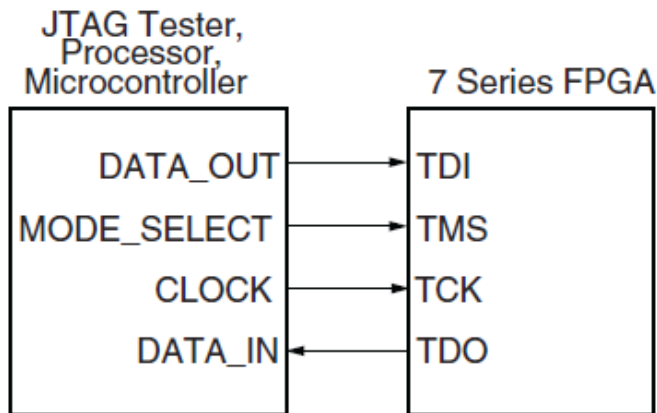 JTAG Tester,
Processor,
Microcontroller
7 Series FPGA
DATA_OUT
TDI
MODE_SELECT
TMS
CLOCK
TCK
DATA_IN
TDO